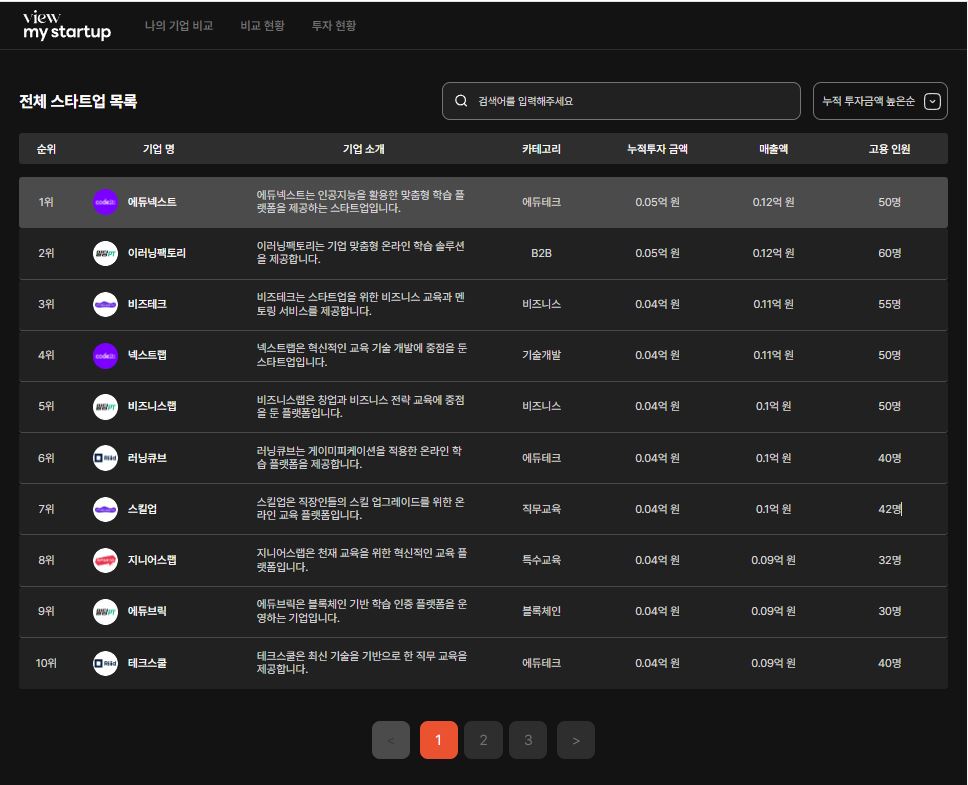 view
my startup
나의 기업 비교 비교 현황 투자 현황
전체 스타트업 목록
검색어를 입력해주세요
누적 투자금액 높은순
순위 기업 명 기업 소개 카테고리 누적투자 금액 매출액 고용 인원
1위 에듀넥스트 에듀넥스트는 인공지능을 활용한 맞춤형 학습 플
랫폼을 제공하는 스타트업입니다. 에듀테크 0.05억 원 0.12억 원 50명
2위 이러닝팩토리 이러닝팩토리는 기업 맞춤형 온라인 학습 솔루션
을 제공합니다. B2B 0.05억 원 0.12억 원 60명
3위 비즈테크 비즈테크는 스타트업을 위한 비즈니스 교육과 멘
토링 서비스를 제공합니다. 비즈니스 0.04억 원 0.11억 원 55명
4위 넥스트랩 넥스트랩은 혁신적인 교육 기술 개발에 중점을 둔
스타트업입니다. 기술개발 0.04억 원 0.11억 원 50명
5위 비즈니스랩 비즈니스랩은 창업과 비즈니스 전략 교육에 중점
을 둔 플랫폼입니다. 비즈니스 0.04억 원 0.1억 원 50명
6위 러닝큐브 러닝큐브는 게이미피케이션을 적용한 온라인 학
습 플랫폼을 제공합니다. 에듀테크 0.04억 원 0.1억 원 40명
7위 스킬업 스킬업은 직장인들의 스킬 업그레이드를 위한 온
라인 교육 플랫폼입니다. 직무교육 0.04억 원 0.1억 원 42명
8위 지니어스랩 지니어스랩은 천재 교육을 위한 혁신적인 교육 플
랫폼입니다. 특수교육 0.04억 원 0.09억 원 32명
9위 에듀브릭 에듀브릭은 블록체인 기반 학습 인증 플랫폼을 운
영하는 기업입니다. 블록체인 0.04억 원 0.09억 원 30명
10위 테크스쿨 테크스쿨은 최신 기술을 기반으로 한 직무 교육을
제공합니다. 에듀테크 0.04억 원 0.09억 원 40명
< 1 2 3 >